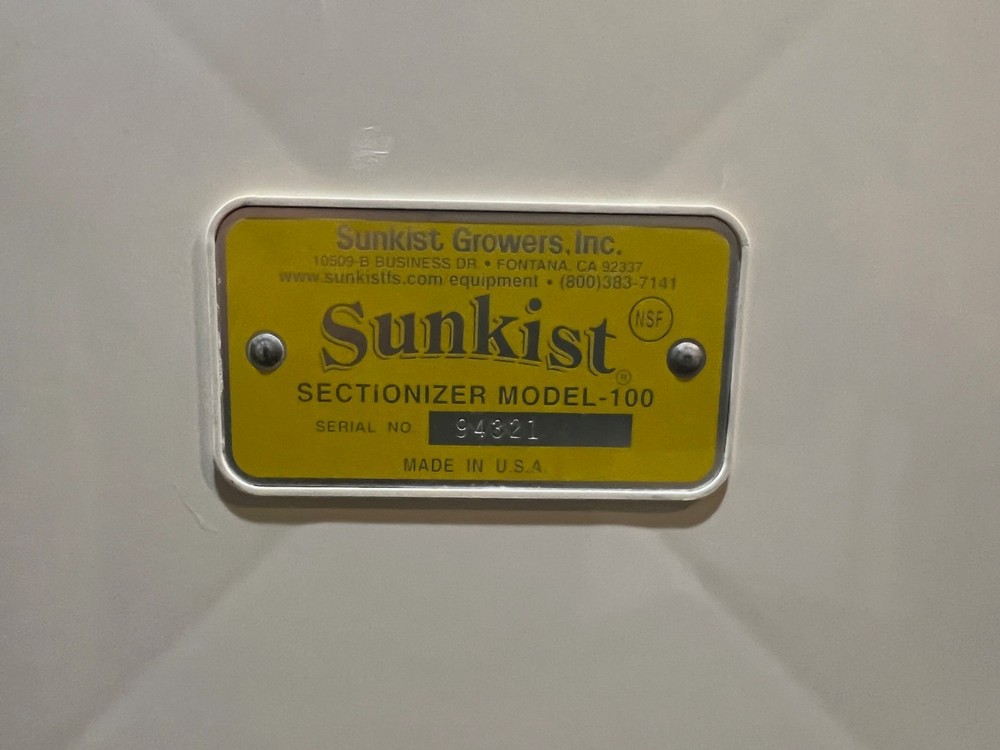 Sunkist Growers, Inc.
10509-B BUSINESS DR. • FONTANA, CA 92337
www.sunkistfs.com/equipment • (800)383-7141
Sunkist ®
NSF
SECTIONIZER MODEL-100
SERIAL NO. 94321
MADE IN U.S.A.